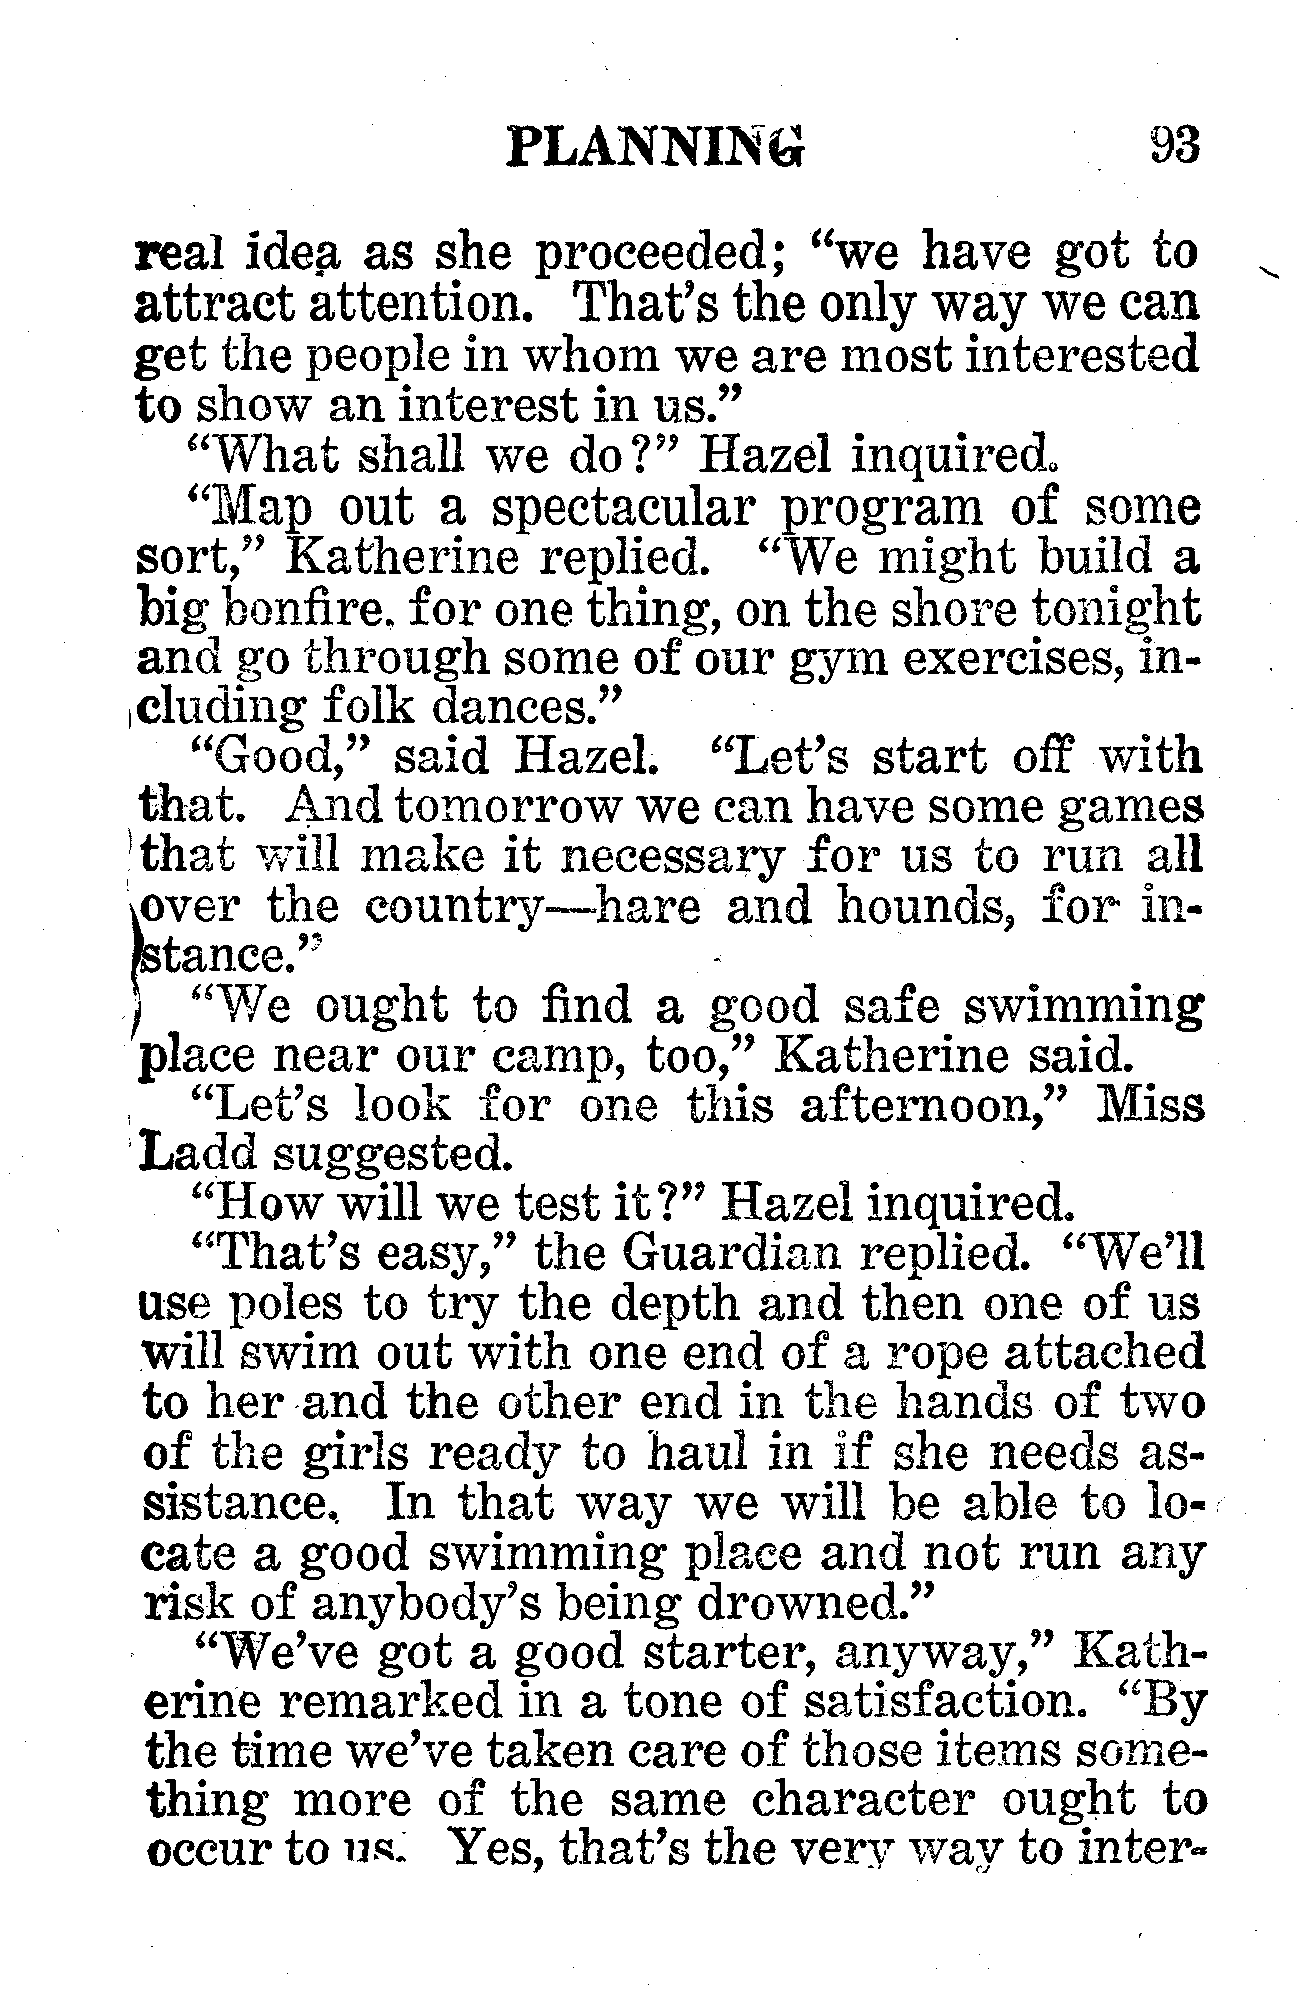 PLANNING 93
real idea as she proceeded; “we have got to
attract attention. That’s the only way we can
get the people in whom we are most interested
to show an interest in us.”
“What shall we do?” Hazel inquired.
“Map out a spectacular program of some
sort,” Katherine replied. “We might build a
big bonfire, for one thing, on the shore tonight
and go through some of our gym exercises, in-
cluding folk dances.”
“Good,” said Hazel. “Let’s start off with
that. And tomorrow we can have some games
that will make it necessary for us to run all
over the country—hare and hounds, for in-
stance.”
“We ought to find a good safe swimming
place near our camp, too,” Katherine said.
“Let’s look for one this afternoon,” Miss
Ladd suggested.
“How will we test it?” Hazel inquired.
“That’s easy,” the Guardian replied. “We’ll
use poles to try the depth and then one of us
will swim out with one end of a rope attached
to her and the other end in the hands of two
of the girls ready to haul in if she needs as-
sistance. In that way we will be able to lo-
cate a good swimming place and not run any
risk of anybody’s being drowned.”
“We’ve got a good starter, anyway,” Kath-
erine remarked in a tone of satisfaction. “By
the time we’ve taken care of those items some-
thing more of the same character ought to
occur to us. Yes, that’s the very way to inter-